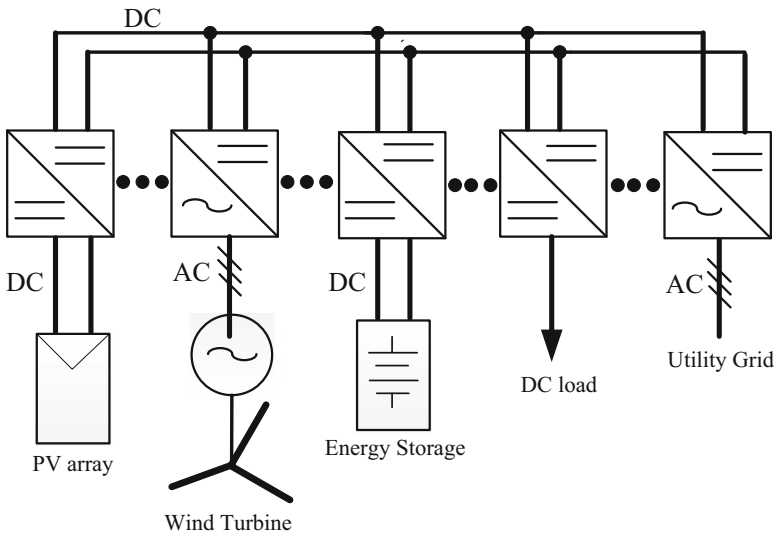 DC
DC
AC
DC
AC
DC load
Utility Grid
Energy Storage
PV array
Wind Turbine